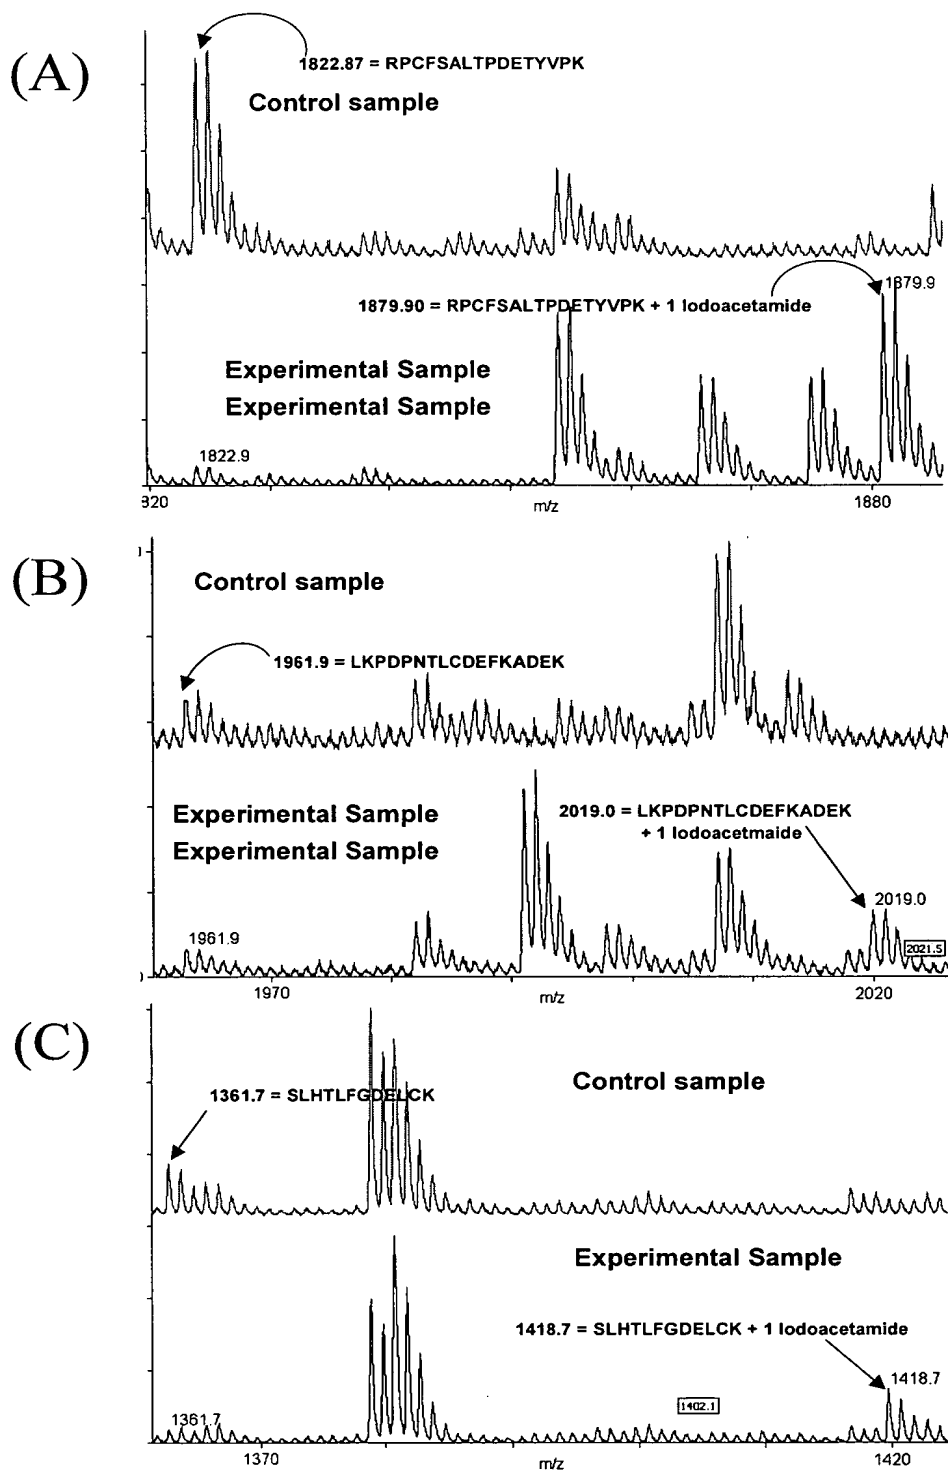 (A)
1822.87 = RPCFSALTPDETYVPK
Control sample
1879.90 = RPCFSALTPDETYVPK + 1 Iodoacetamide
1879.9
Experimental Sample
Experimental Sample
1822.9
820
m/z
1880
(B)
Control sample
1961.9 = LKPDPNTLCDEFKADEK
Experimental Sample
Experimental Sample
2019.0 = LKPDPNTLCDEFKADEK
+ 1 Iodoacetmaide
2019.0
1961.9
2021.5
1970
m/z
2020
(C)
Control sample
1361.7 = SLHTLFGDELCK
Experimental Sample
1418.7 = SLHTLFGDELCK + 1 Iodoacetamide
1418.7
1402.1
1361.7
1370
m/z
1420